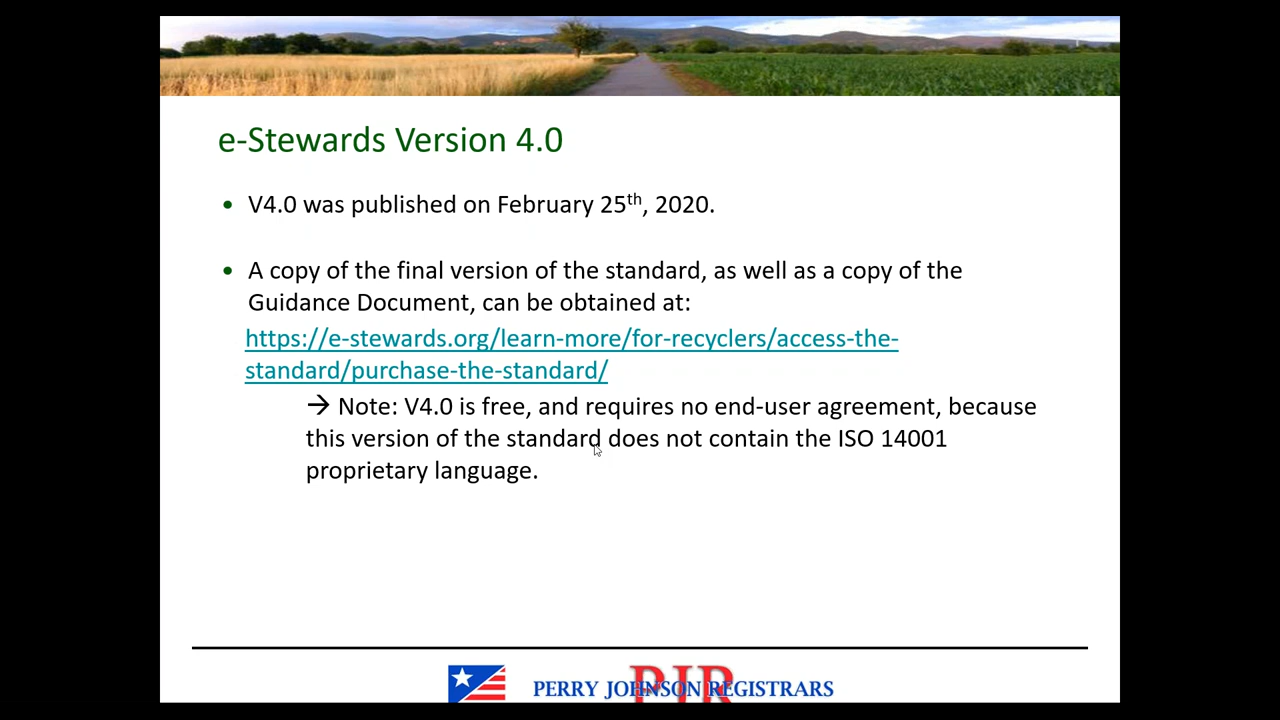 e-Stewards Version 4.0
• V4.0 was published on February 25th, 2020.
• A copy of the final version of the standard, as well as a copy of the
Guidance Document, can be obtained at:
https://e-stewards.org/learn-more/for-recyclers/access-the-
standard/purchase-the-standard/
→ Note: V4.0 is free, and requires no end-user agreement, because
this version of the standard does not contain the ISO 14001
proprietary language.
PJR
PERRY JOHNSON REGISTRARS